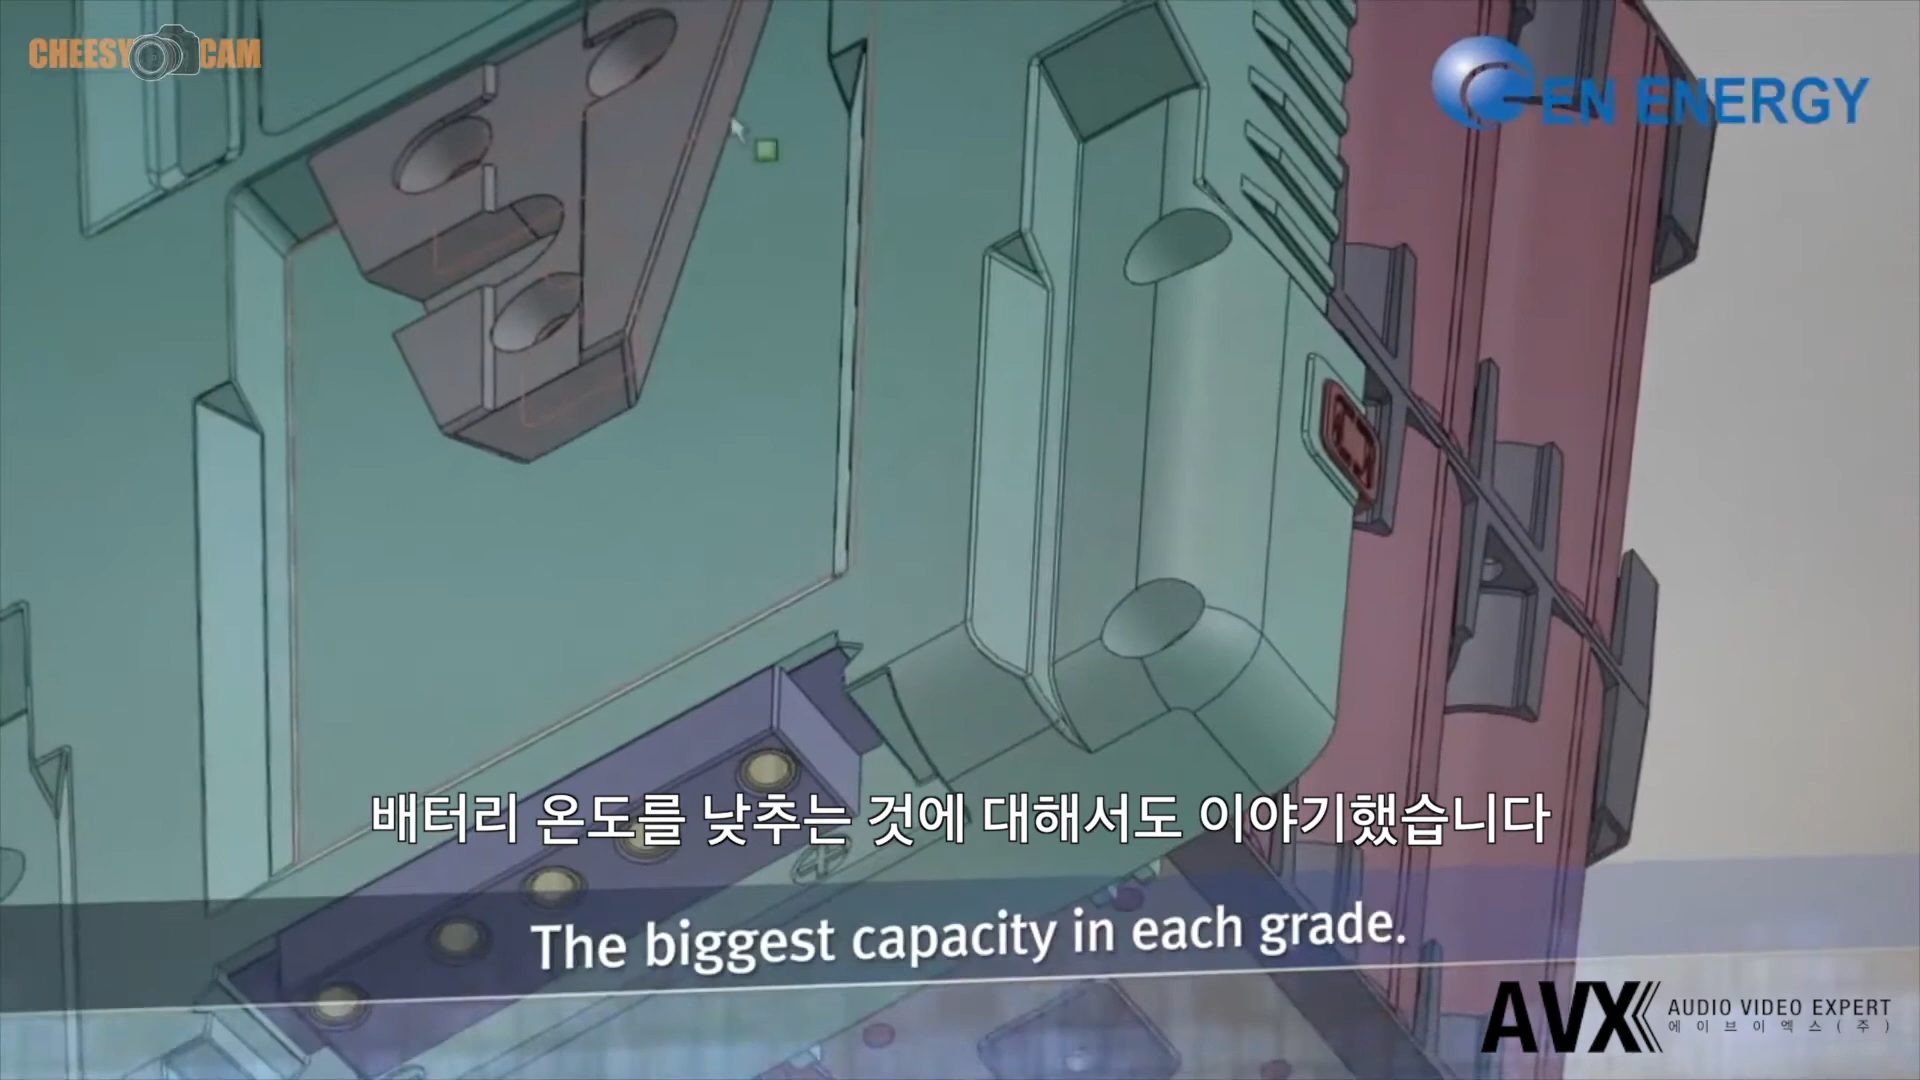 CHEESYCAM
GEN ENERGY
배터리 온도를 낮추는 것에 대해서도 이야기했습니다
The biggest capacity in each grade.
AVX AUDIO VIDEO EXPERT
에이브이엑스(주)